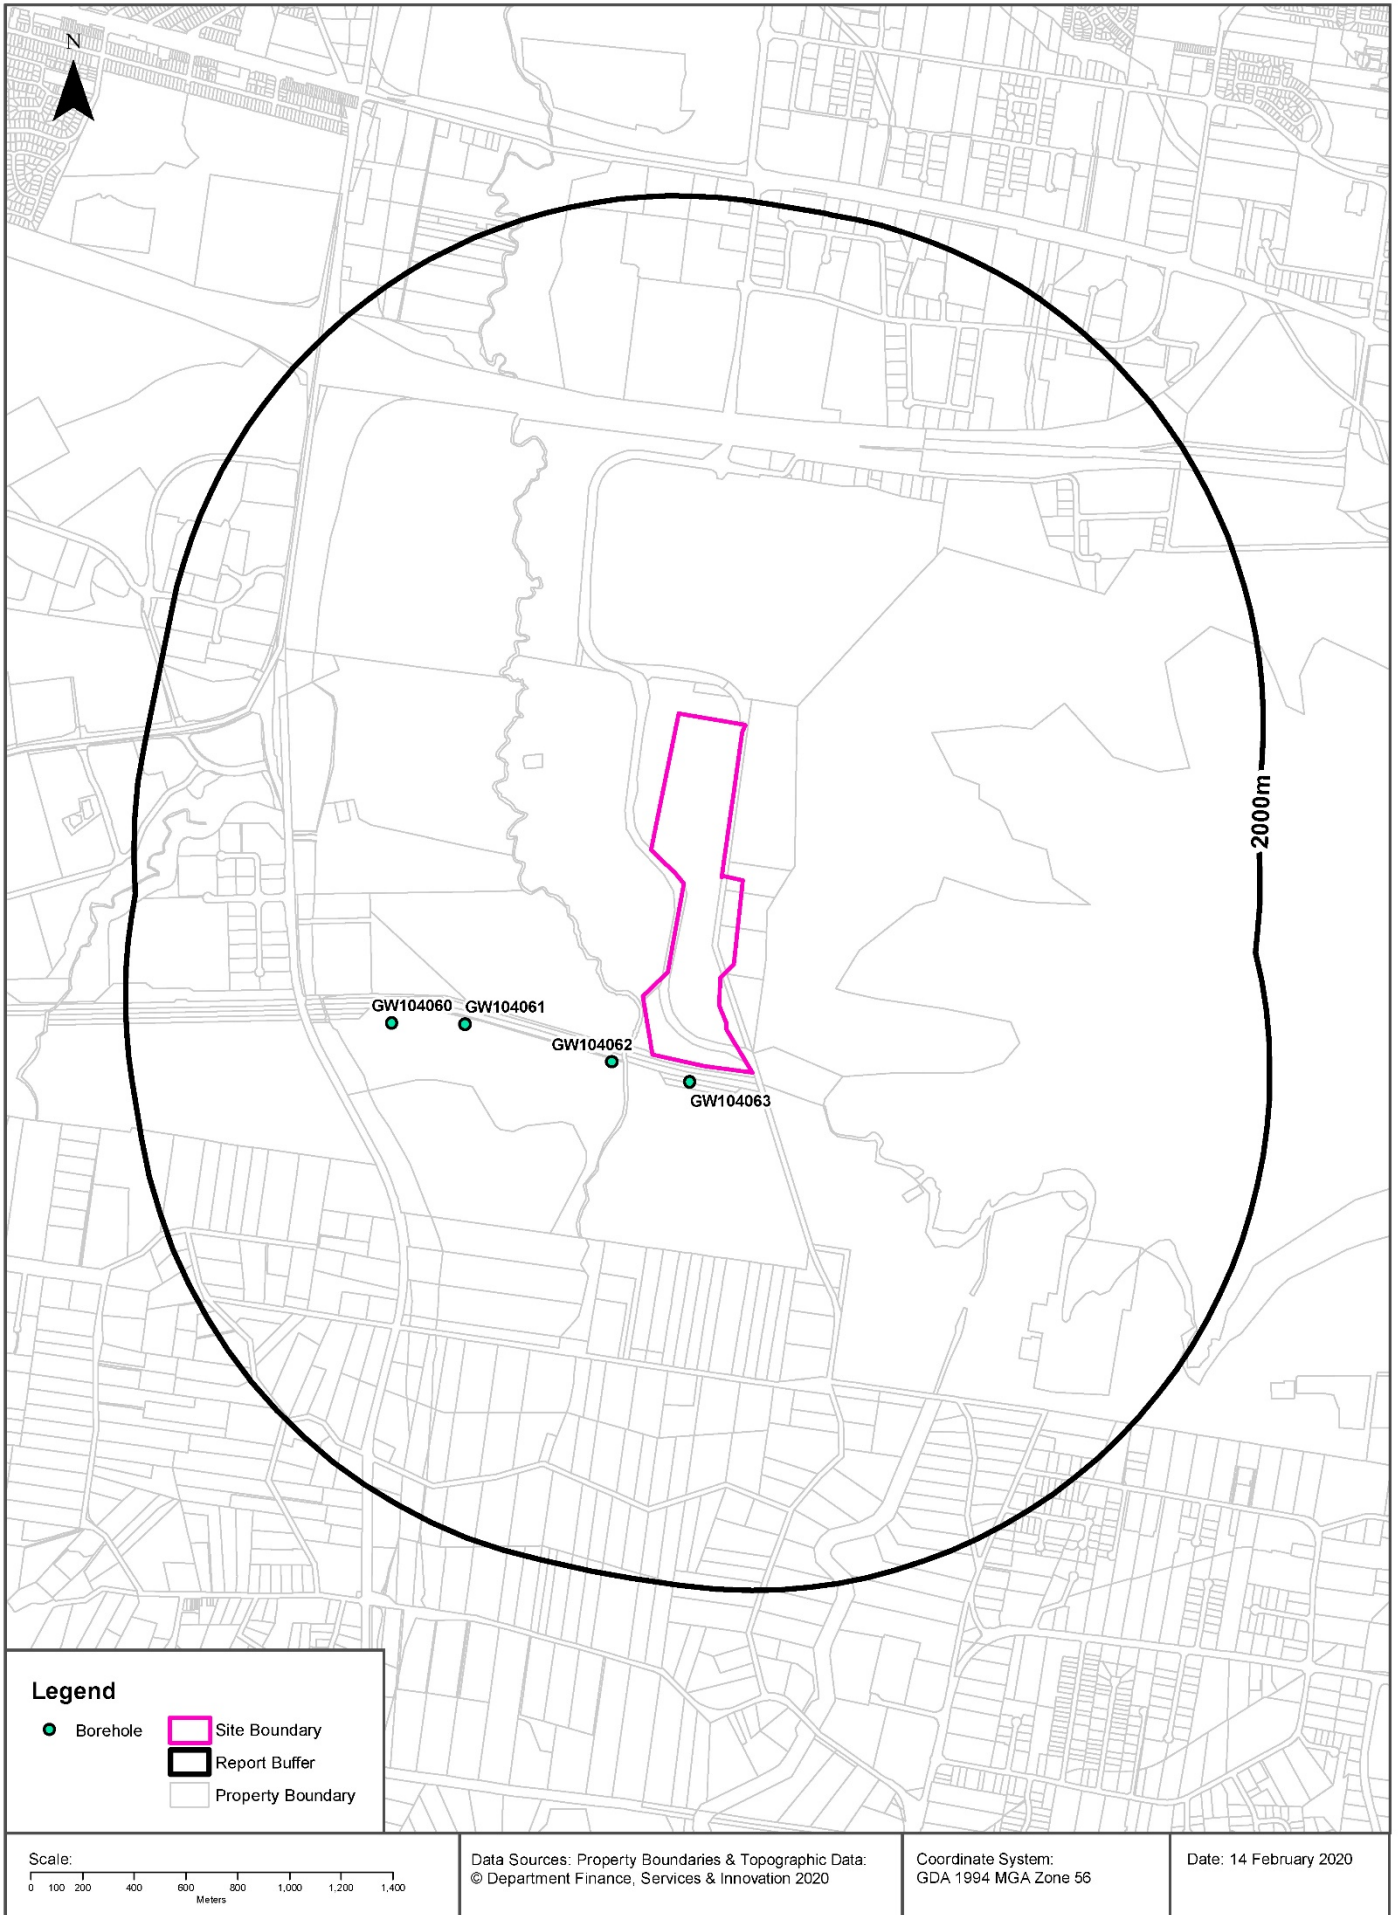 N
2000m
GW104060
GW104061
GW104062
GW104063
Legend
Borehole
Site Boundary
Report Buffer
Property Boundary
Scale:
0 100 200 400 600 800 1,000 1,200 1,400
Meters
Data Sources: Property Boundaries & Topographic Data:
© Department Finance, Services & Innovation 2020
Coordinate System:
GDA 1994 MGA Zone 56
Date: 14 February 2020